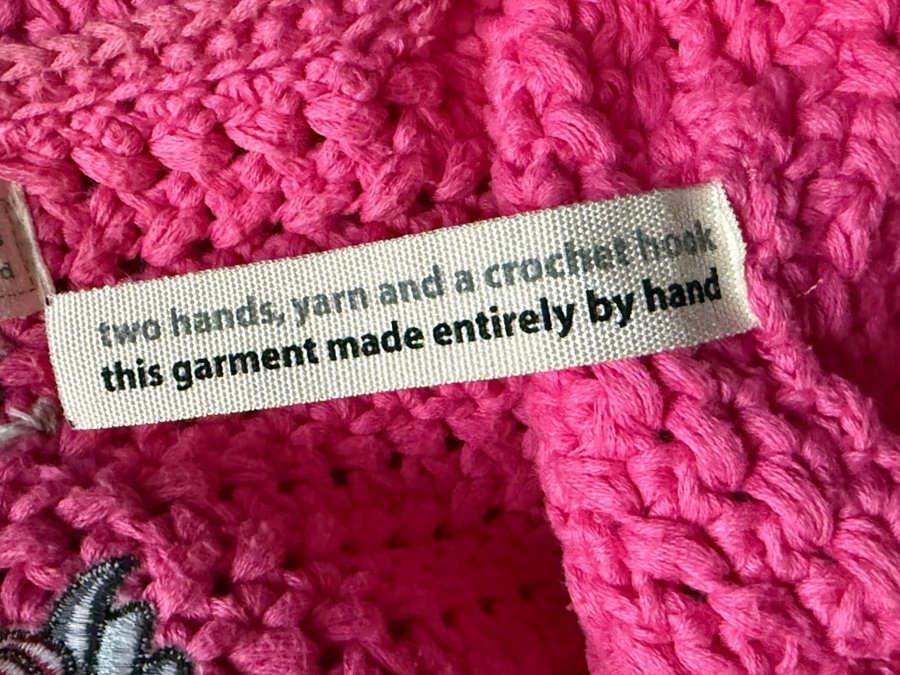 two hands, yarn and a crochet hook
this garment made entirely by hand